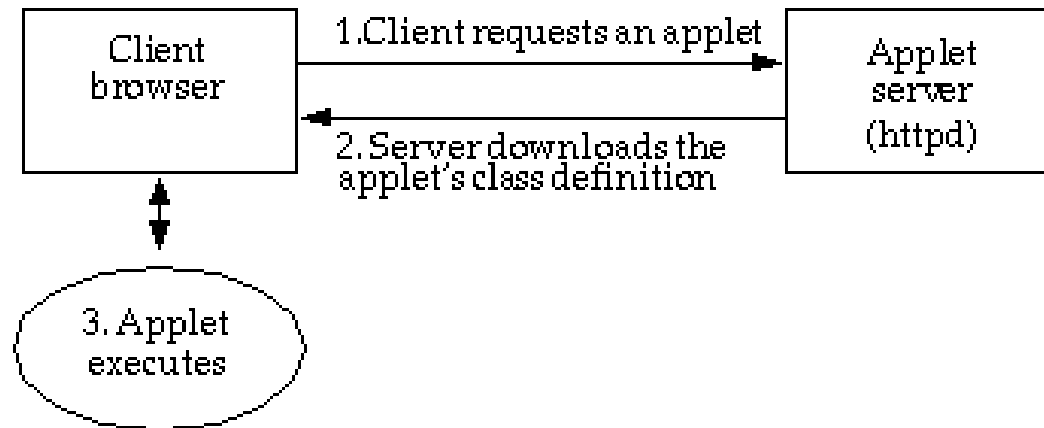 Client
browser
1.Client requests an applet
Applet
server
(httpd)
2. Server downloads the
applet's class definition
3. Applet
executes